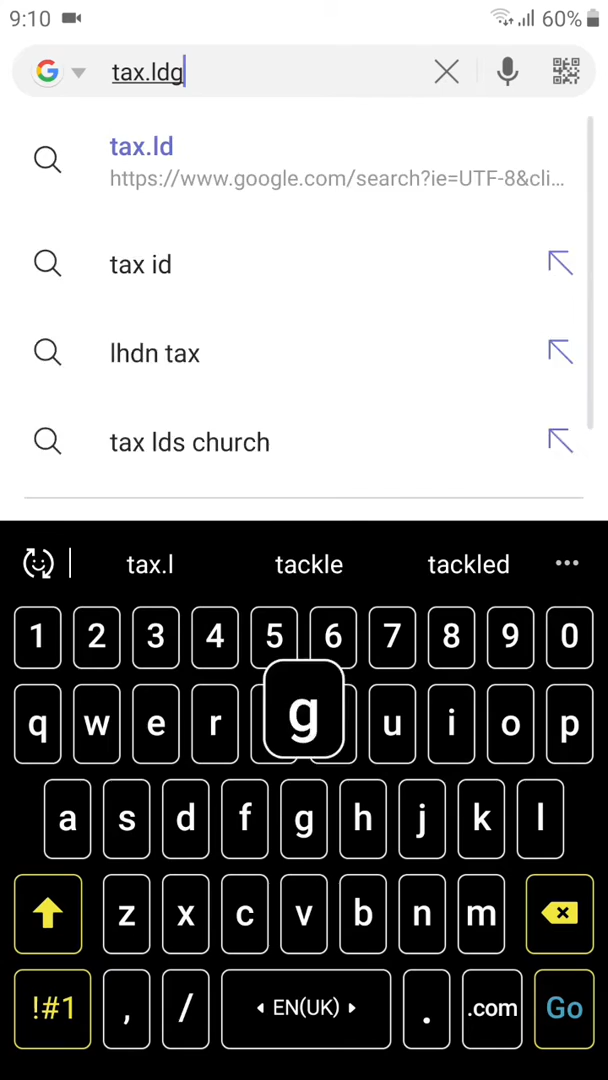 9:10 60%
tax.ldg
tax.ld
https://www.google.com/search?ie=UTF-8&cli...
tax id
lhdn tax
tax lds church
tax.l tackle tackled
1 2 3 4 5 6 7 8 9 0
q w e r g u i o p
a s d f g h j k l
z x c v b n m
!#1 , / EN(UK) . .com Go